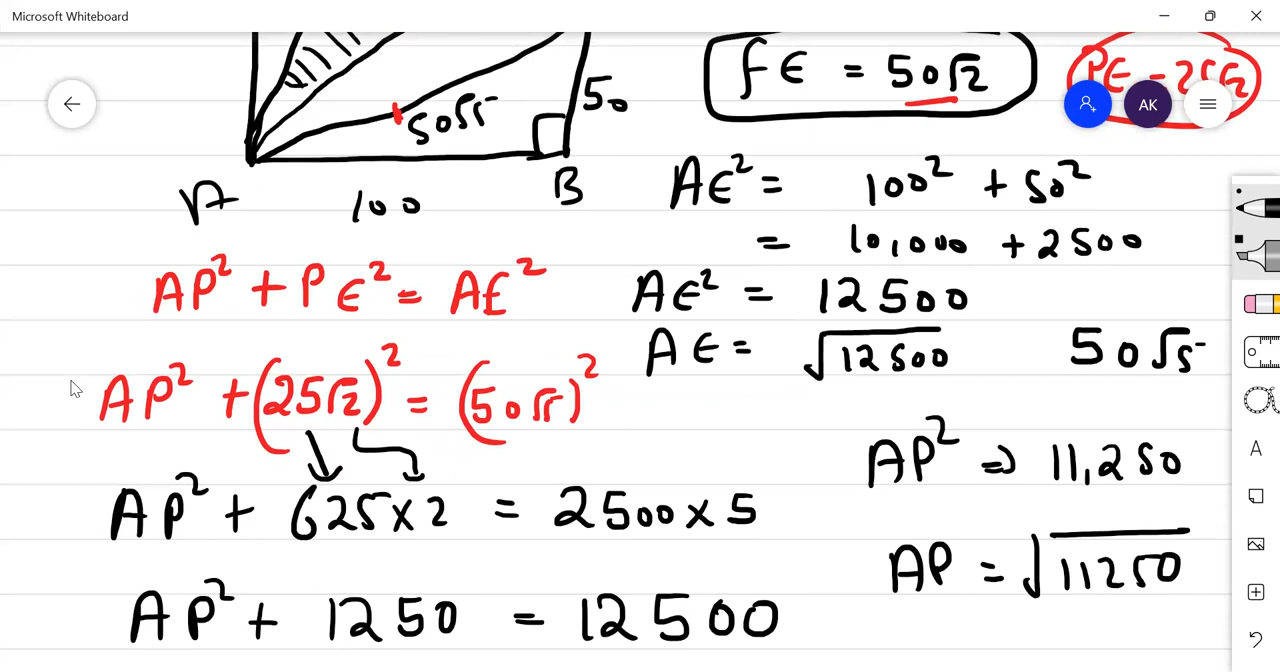 Microsoft Whiteboard
fE = 50√2
PE = 25√2
AK
50
50√5
A
100
B
AE² = 100² + 50²
= 10,000 + 2500
AP² + PE² = AE²
AE² = 12500
AE = √12500
50√5
AP² + (25√2)² = (50√5)²
AP² => 11,250
AP² + 625×2 = 2500×5
AP = √11250
AP² + 1250 = 12500
A